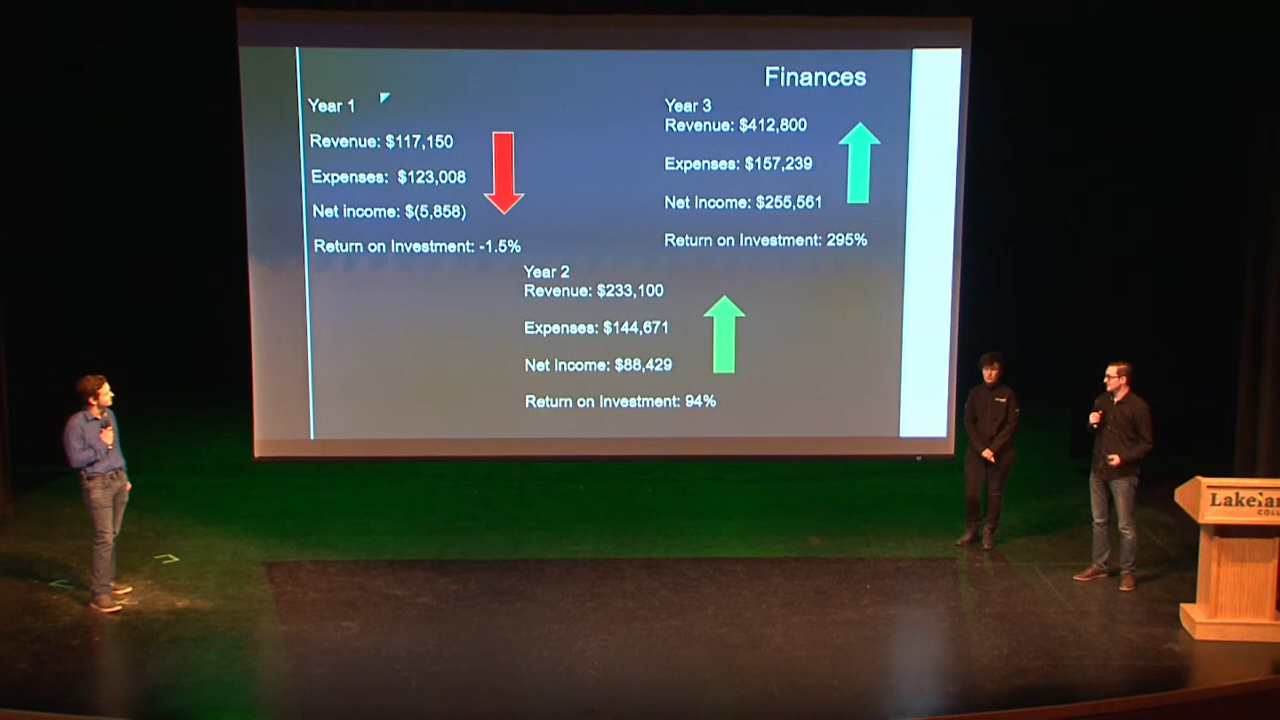 Finances
Year 1
Revenue: $117,150
Expenses: $123,008
Net income: $(5,858)
Return on Investment: -1.5%
Year 2
Revenue: $233,100
Expenses: $144,671
Net Income: $88,429
Return on Investment: 94%
Year 3
Revenue: $412,800
Expenses: $157,239
Net Income: $255,561
Return on Investment: 295%
Lakelan
COLL